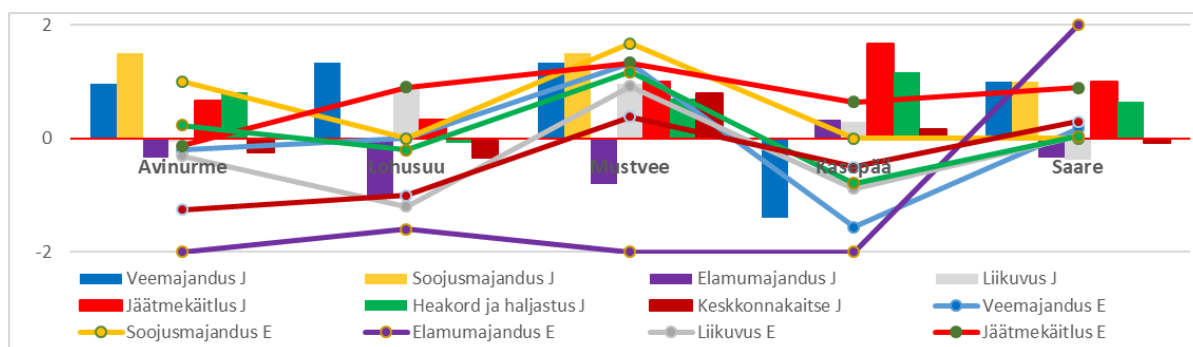 2
0
Avinurme Lohusuu Mustvee Kasepää Saare
-2
Veemajandus J Soojusmajandus J Elamumajandus J Liikuvus J
Jäätmekäitlus J Heakord ja haljastus J Keskkonnakaitse J Veemajandus E
Soojusmajandus E Elamumajandus E Liikuvus E Jäätmekäitlus E